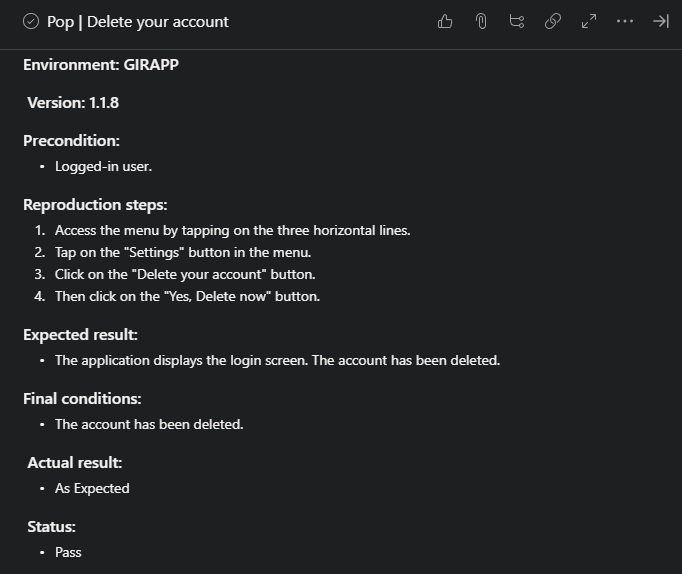 Pop | Delete your account
Environment: GIRAPP
Version: 1.1.8
Precondition:
• Logged-in user.
Reproduction steps:
1. Access the menu by tapping on the three horizontal lines.
2. Tap on the "Settings" button in the menu.
3. Click on the "Delete your account" button.
4. Then click on the "Yes, Delete now" button.
Expected result:
• The application displays the login screen. The account has been deleted.
Final conditions:
• The account has been deleted.
Actual result:
• As Expected
Status:
• Pass